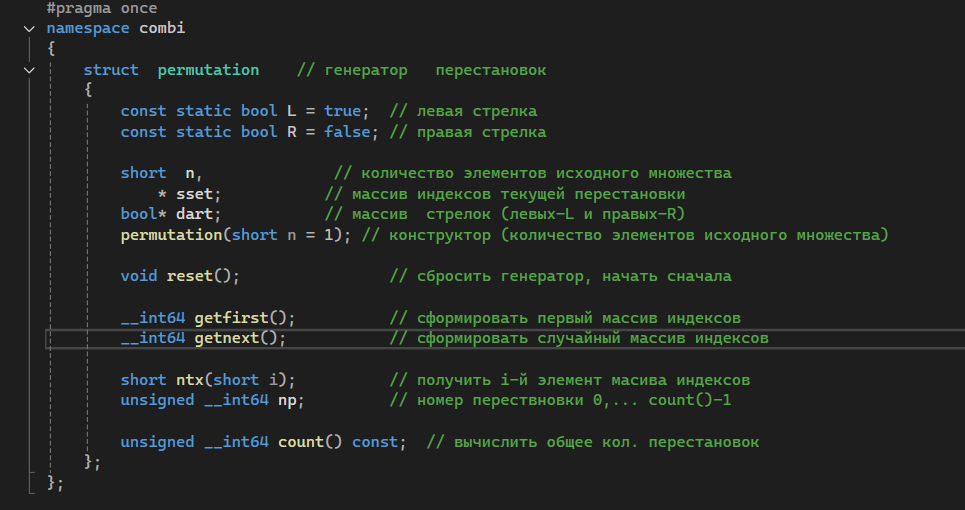 #pragma once
namespace combi
{
struct  permutation    // генератор   перестановок
{
const static bool L = true;  // левая стрелка
const static bool R = false; // правая стрелка
short  n,              // количество элементов исходного множества
* sset;           // массив индексов текущей перестановки
bool* dart;           // массив  стрелок (левых-L и правых-R)
permutation(short n = 1); // конструктор (количество элементов исходного множества)
void reset();                // сбросить генератор, начать сначала
__int64 getfirst();          // сформировать первый массив индексов
__int64 getnext();           // сформировать случайный массив индексов
short ntx(short i);          // получить i-й элемент масива индексов
unsigned __int64 np;         // номер перествновки 0,... count()-1
unsigned __int64 count() const;  // вычислить общее кол. перестановок
};
};